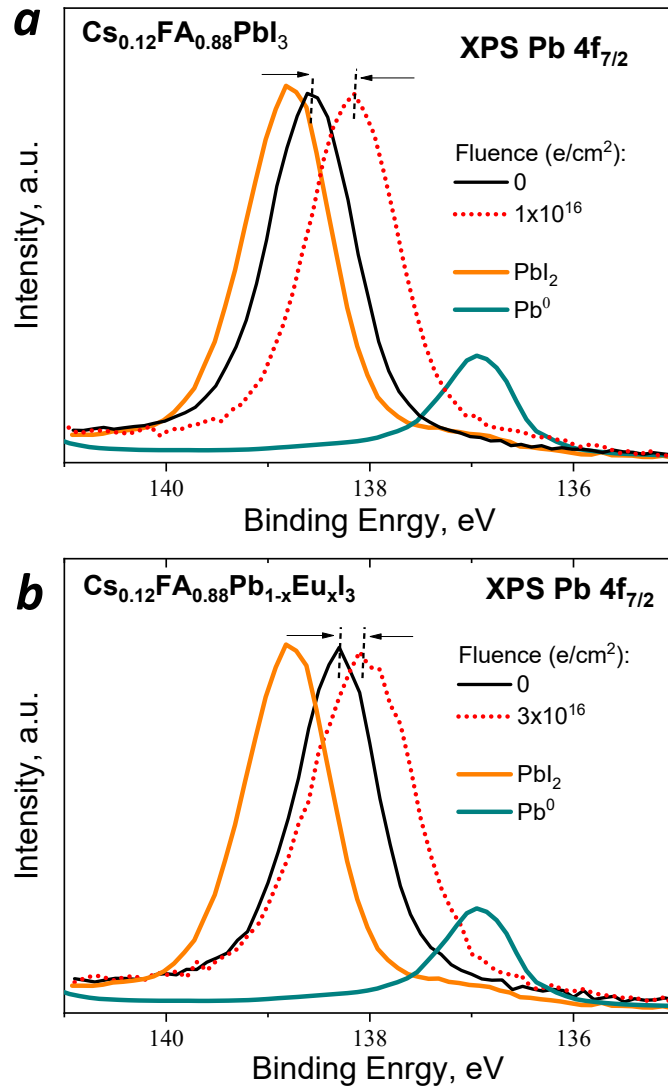 a
Cs₀.₁₂FA₀.₈₈PbI₃
XPS Pb 4f₇/₂
Fluence (e/cm²):
0
1x10¹⁶
PbI₂
Pb⁰
Intensity, a.u.
140
138
136
Binding Enrgy, eV
b
Cs₀.₁₂FA₀.₈₈Pb₁₋ₓEuₓI₃
XPS Pb 4f₇/₂
Fluence (e/cm²):
0
3x10¹⁶
PbI₂
Pb⁰
Intensity, a.u.
140
138
136
Binding Enrgy, eV